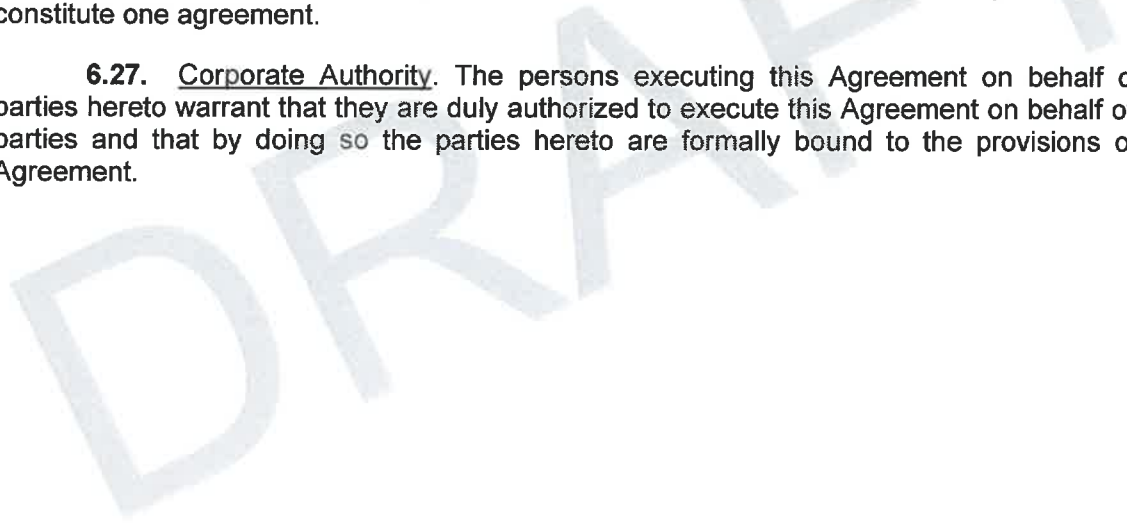 constitute one agreement.
6.27. Corporate Authority. The persons executing this Agreement on behalf
parties hereto warrant that they are duly authorized to execute this Agreement on behalf
parties and that by doing so the parties hereto are formally bound to the provisions
Agreement.
DRAF